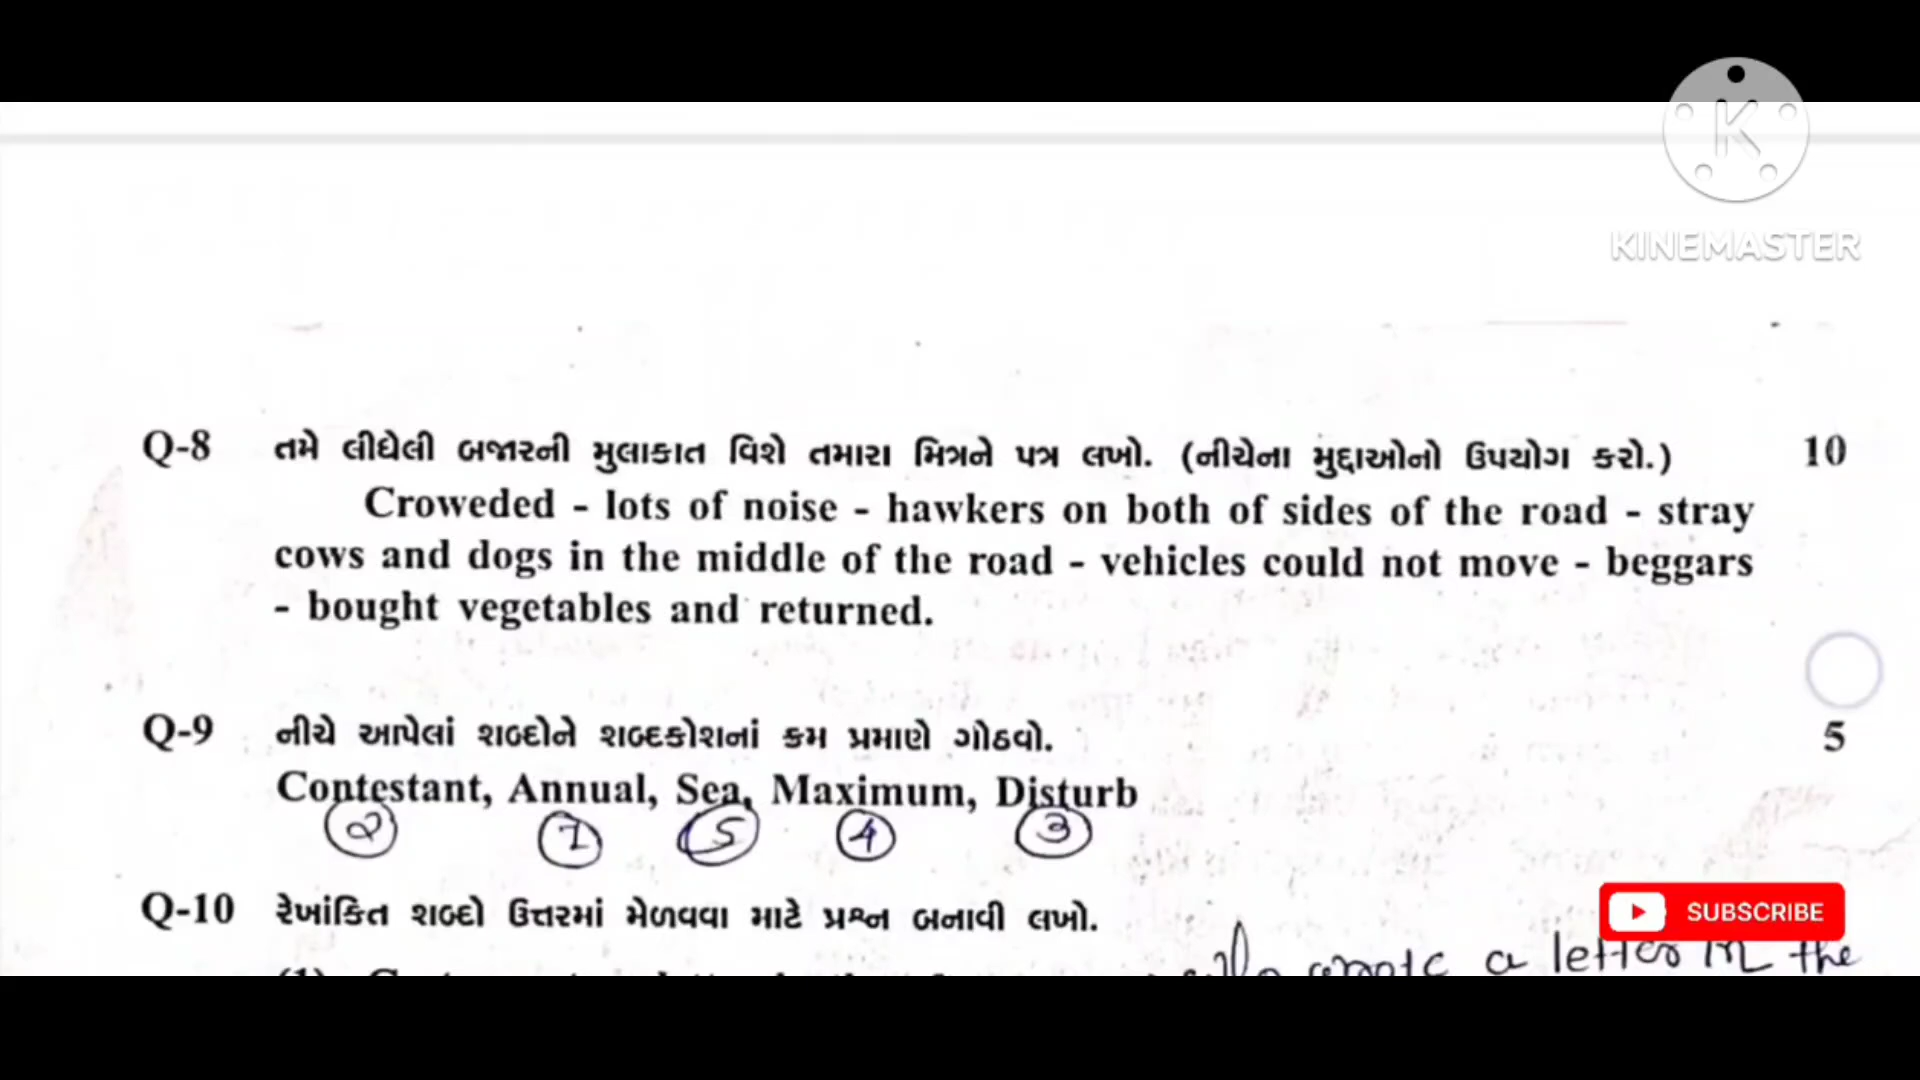 K
KINEMASTER
Q-8 તમે લીધેલી બજારની મુલાકાત વિશે તમારા મિત્રને પત્ર લખો. (નીચેના મુદ્દાઓનો ઉપયોગ કરો.) 10
Croweded - lots of noise - hawkers on both of sides of the road - stray
cows and dogs in the middle of the road - vehicles could not move - beggars
- bought vegetables and returned.
Q-9 નીચે આપેલાં શબ્દોને શબ્દકોશનાં ક્રમ પ્રમાણે ગોઠવો. 5
Contestant, Annual, Sea, Maximum, Disturb
2 1 5 4 3
Q-10 રેખાંકિત શબ્દો ઉત્તરમાં મેળવવા માટે પ્રશ્ન બનાવી લખો.
SUBSCRIBE
wrote a letter in the